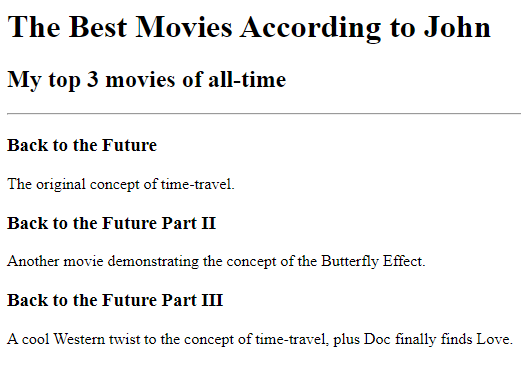 The Best Movies According to John
My top 3 movies of all-time
Back to the Future
The original concept of time-travel.
Back to the Future Part II
Another movie demonstrating the concept of the Butterfly Effect.
Back to the Future Part III
A cool Western twist to the concept of time-travel, plus Doc finally finds Love.